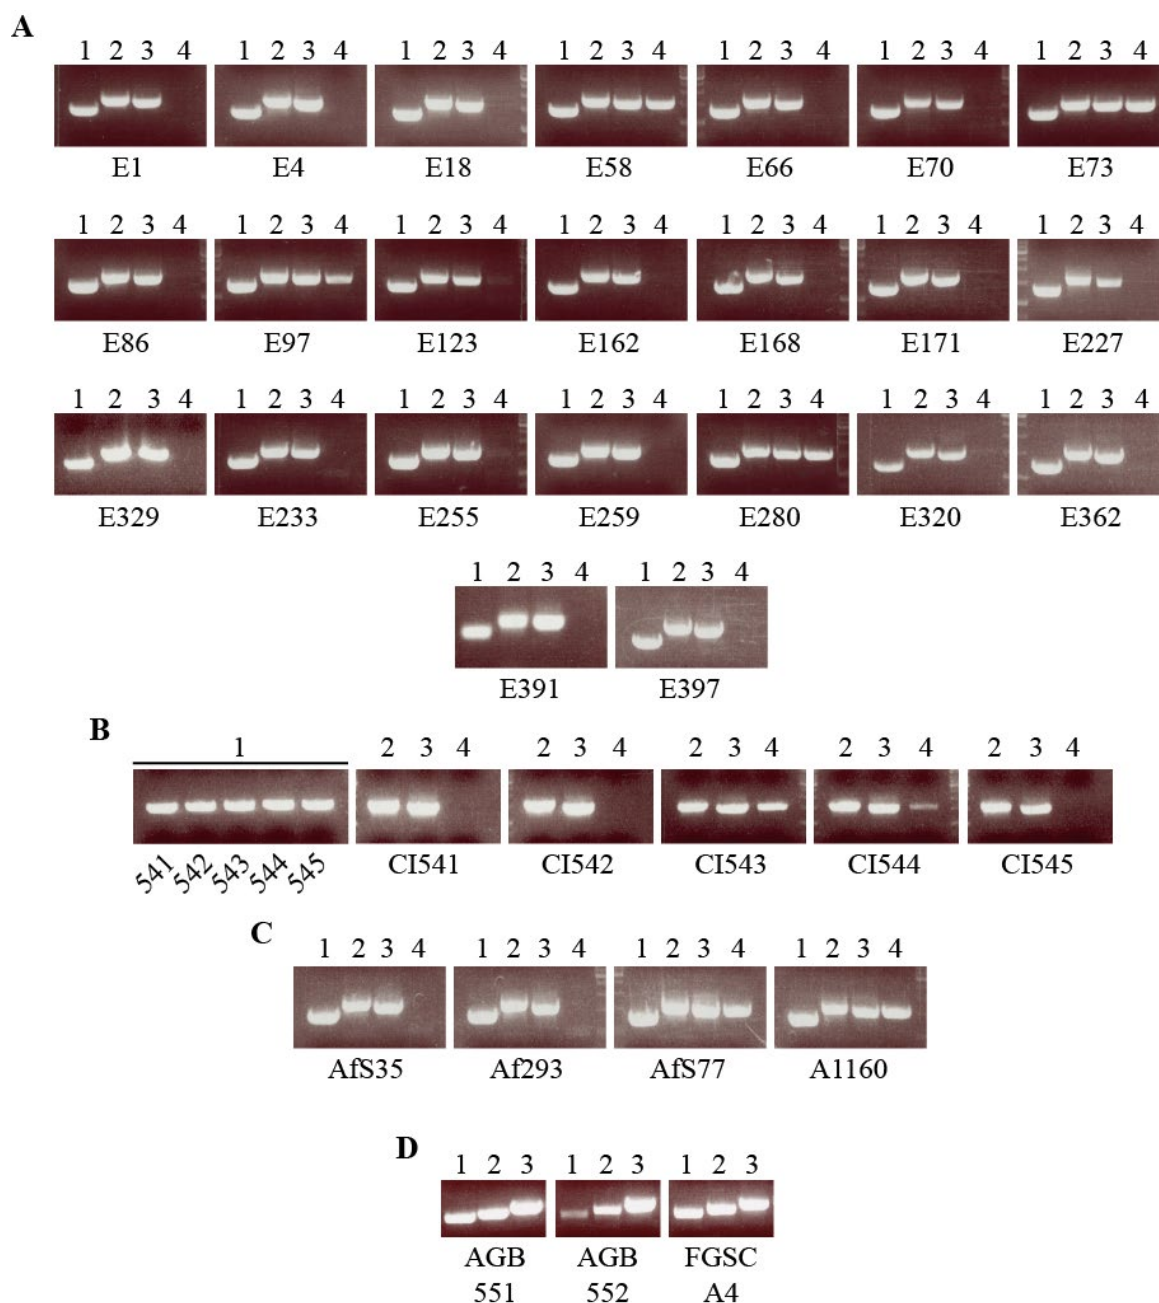 A
1 2 3 4 1 2 3 4 1 2 3 4 1 2 3 4 1 2 3 4 1 2 3 4 1 2 3 4
E1 E4 E18 E58 E66 E70 E73
1 2 3 4 1 2 3 4 1 2 3 4 1 2 3 4 1 2 3 4 1 2 3 4 1 2 3 4
E86 E97 E123 E162 E168 E171 E227
1 2 3 4 1 2 3 4 1 2 3 4 1 2 3 4 1 2 3 4 1 2 3 4 1 2 3 4
E329 E233 E255 E259 E280 E320 E362
1 2 3 4 1 2 3 4
E391 E397
B
1 2 3 4 2 3 4 2 3 4 2 3 4 2 3 4
541 542 543 544 545 CI541 CI542 CI543 CI544 CI545
C
1 2 3 4 1 2 3 4 1 2 3 4 1 2 3 4
AfS35 Af293 AfS77 A1160
D
1 2 3 1 2 3 1 2 3
AGB AGB FGSC
551 552 A4